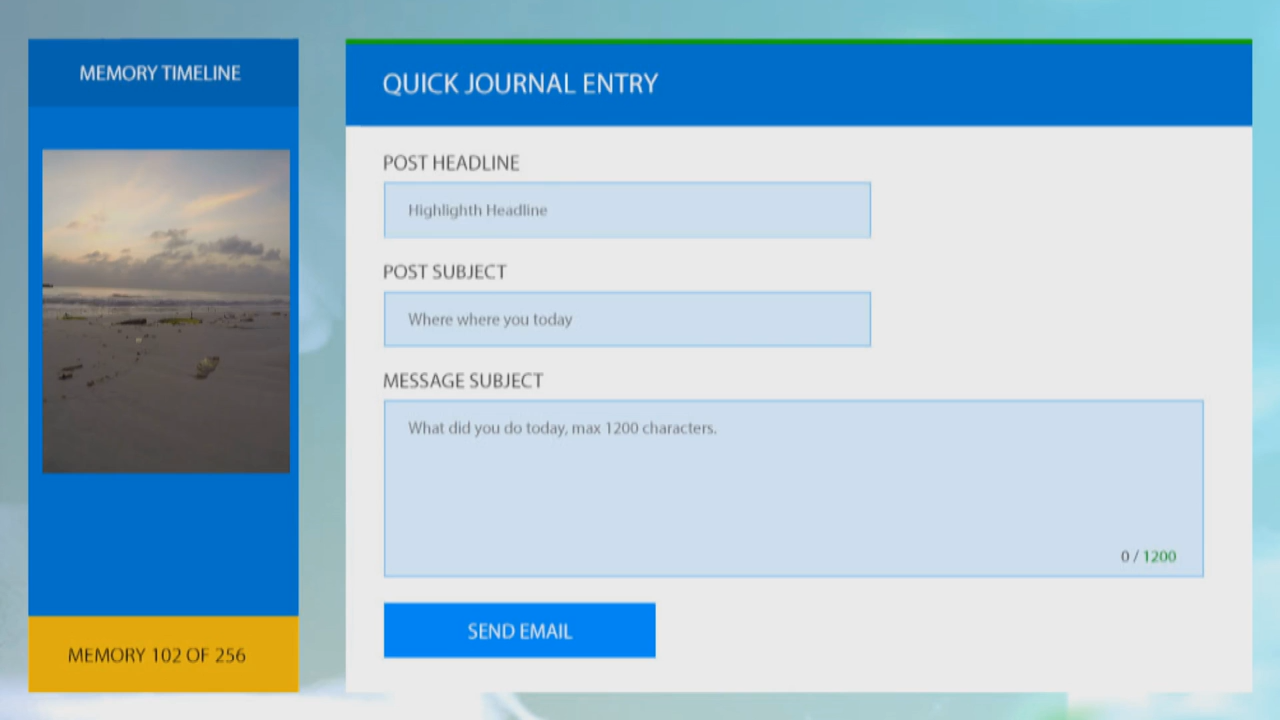 MEMORY TIMELINE
MEMORY 102 OF 256
QUICK JOURNAL ENTRY
POST HEADLINE
Highlighth Headline
POST SUBJECT
Where where you today
MESSAGE SUBJECT
What did you do today, max 1200 characters.
0 / 1200
SEND EMAIL